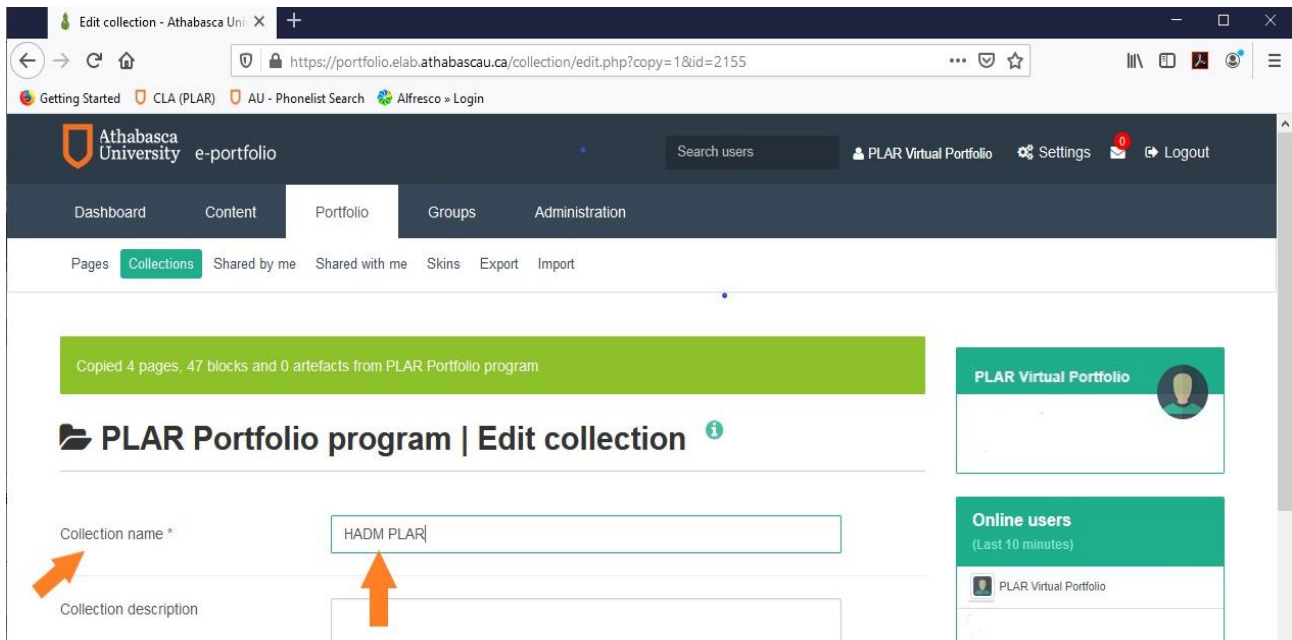 Edit collection - Athabasca Uni
https://portfolio.elab.athabascau.ca/collection/edit.php?copy=1&id=2155
Getting Started CLA (PLAR) AU - Phonelist Search Alfresco » Login
Athabasca
University e-portfolio
Search users
PLAR Virtual Portfolio
Settings
0
Logout
Dashboard Content Portfolio Groups Administration
Pages Collections Shared by me Shared with me Skins Export Import
Copied 4 pages, 47 blocks and 0 artefacts from PLAR Portfolio program
PLAR Portfolio program | Edit collection
Collection name *
HADM PLAR
Collection description
PLAR Virtual Portfolio
Online users
(Last 10 minutes)
PLAR Virtual Portfolio